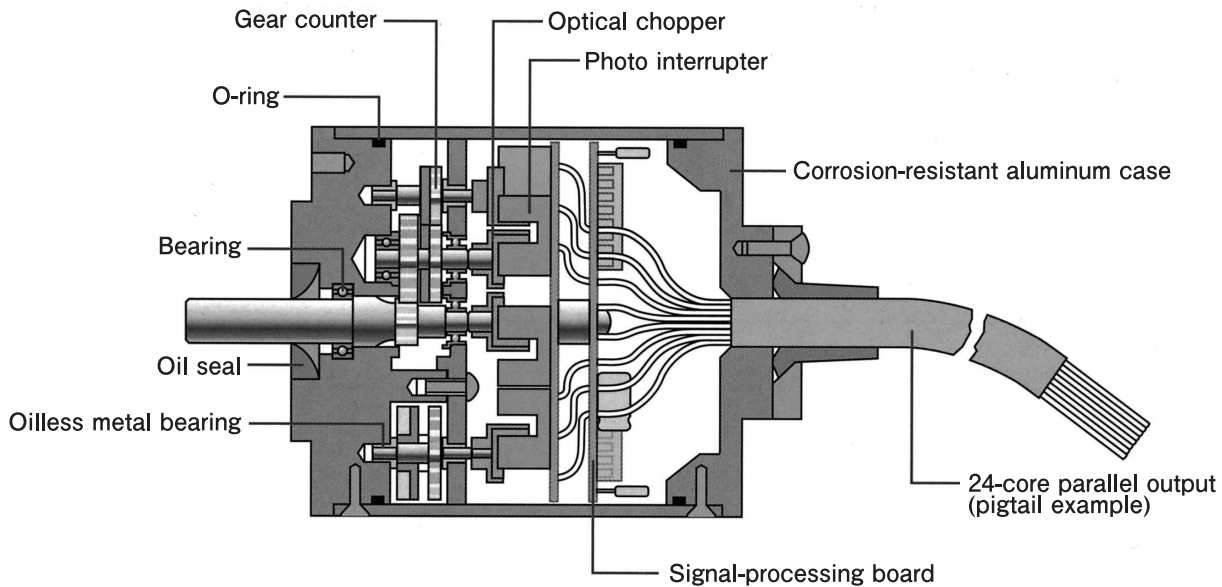 Gear counter
Optical chopper
Photo interrupter
O-ring
Corrosion-resistant aluminum case
Bearing
Oil seal
Oilless metal bearing
24-core parallel output
(pigtail example)
Signal-processing board